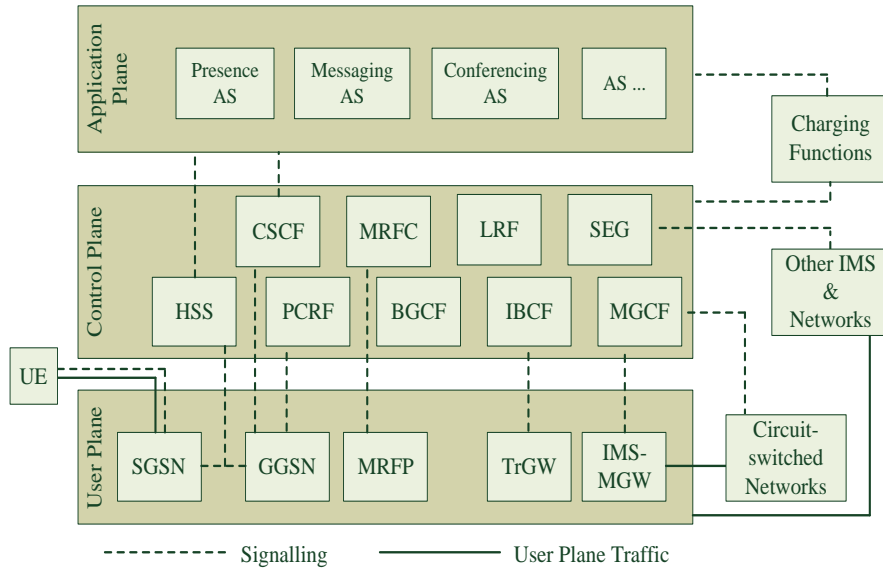 Application
Plane
Presence
AS
Messaging
AS
Conferencing
AS
AS ...
Charging
Functions
Control Plane
CSCF
MRFC
LRF
SEG
HSS
PCRF
BGCF
IBCF
MGCF
Other IMS
&
Networks
UE
User Plane
SGSN
GGSN
MRFP
TrGW
IMS-
MGW
Circuit-
switched
Networks
Signalling
User Plane Traffic